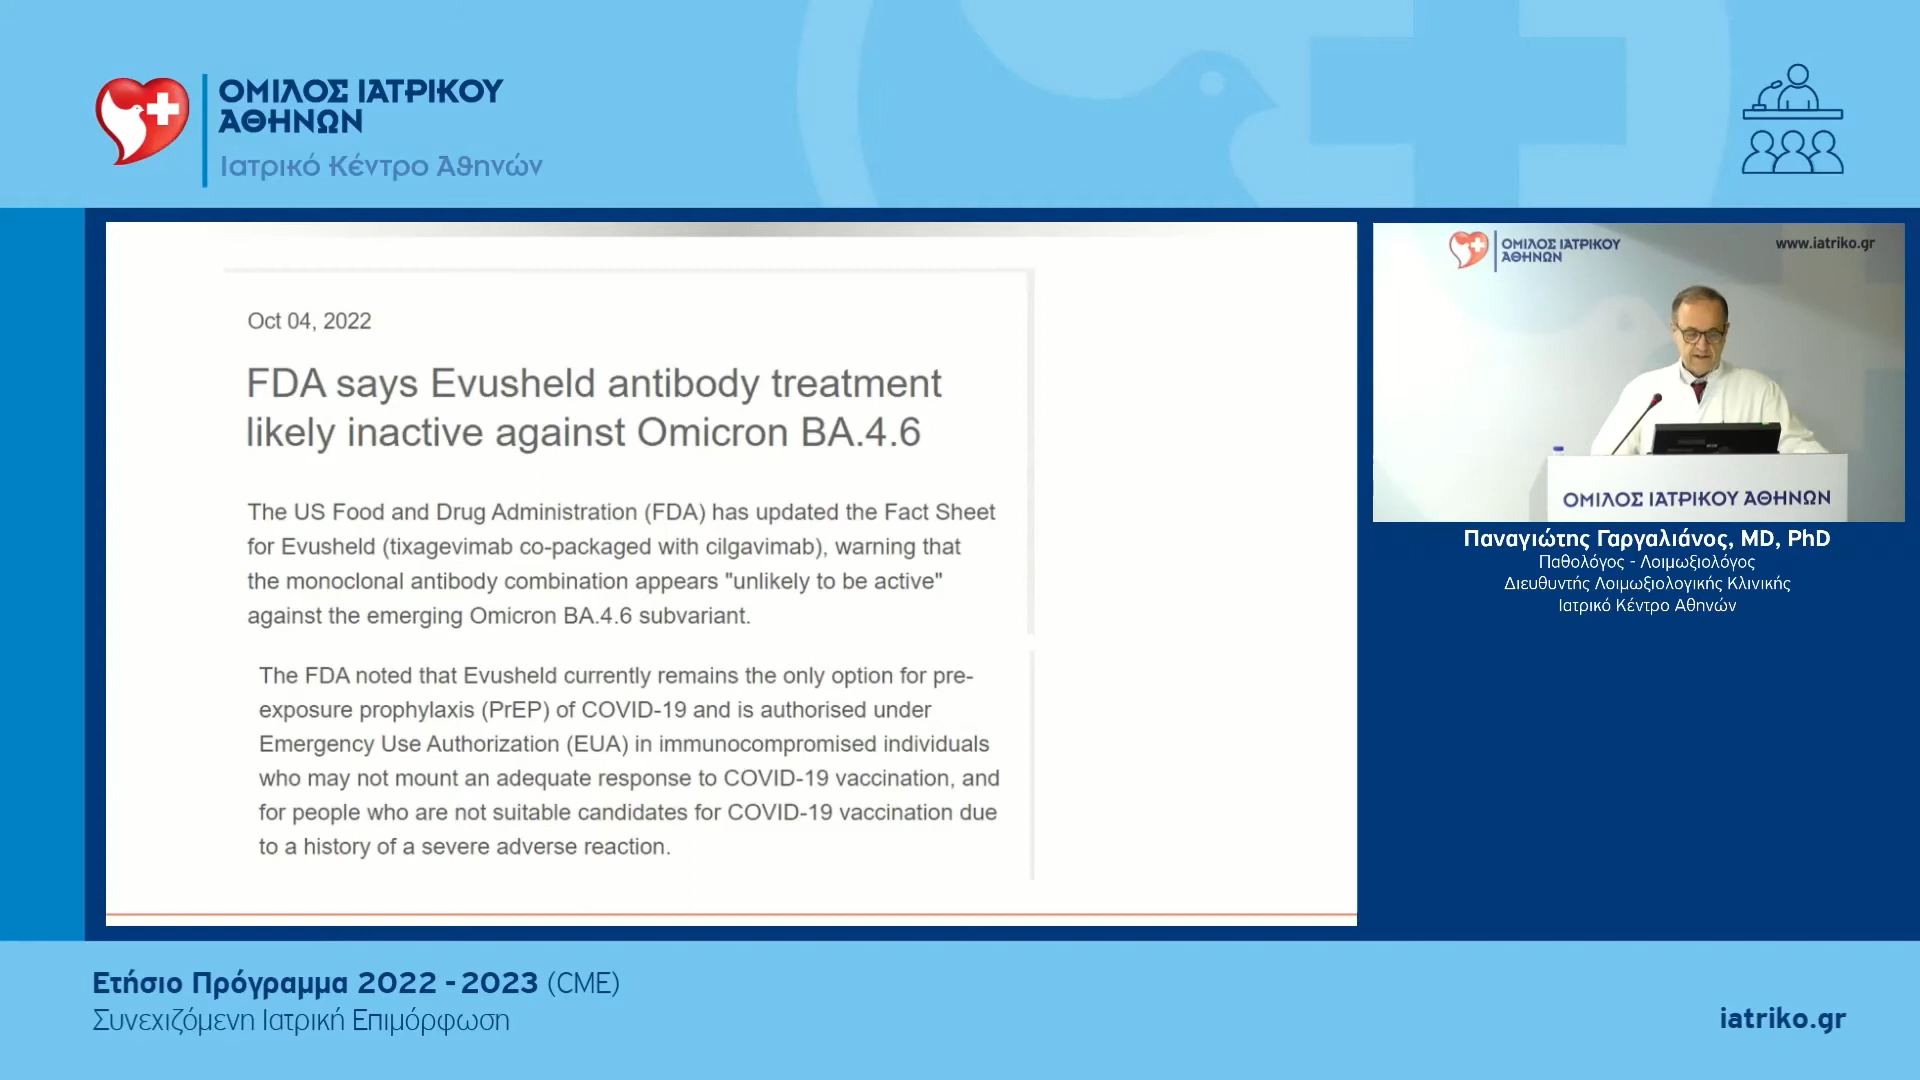 ΟΜΙΛΟΣ ΙΑΤΡΙΚΟΥ
ΑΘΗΝΩΝ
Ιατρικό Κέντρο Αθηνών
Oct 04, 2022
FDA says Evusheld antibody treatment
likely inactive against Omicron BA.4.6
The US Food and Drug Administration (FDA) has updated the Fact Sheet
for Evusheld (tixagevimab co-packaged with cilgavimab), warning that
the monoclonal antibody combination appears "unlikely to be active"
against the emerging Omicron BA.4.6 subvariant.
The FDA noted that Evusheld currently remains the only option for pre-
exposure prophylaxis (PrEP) of COVID-19 and is authorised under
Emergency Use Authorization (EUA) in immunocompromised individuals
who may not mount an adequate response to COVID-19 vaccination, and
for people who are not suitable candidates for COVID-19 vaccination due
to a history of a severe adverse reaction.
ΟΜΙΛΟΣ ΙΑΤΡΙΚΟΥ
ΑΘΗΝΩΝ
www.iatriko.gr
ΟΜΙΛΟΣ ΙΑΤΡΙΚΟΥ ΑΘΗΝΩΝ
Παναγιώτης Γαργαλιάνος, MD, PhD
Παθολόγος - Λοιμωξιολόγος
Διευθυντής Λοιμωξιολογικής Κλινικής
Ιατρικό Κέντρο Αθηνών
Ετήσιο Πρόγραμμα 2022 - 2023 (CME)
Συνεχιζόμενη Ιατρική Επιμόρφωση
iatriko.gr